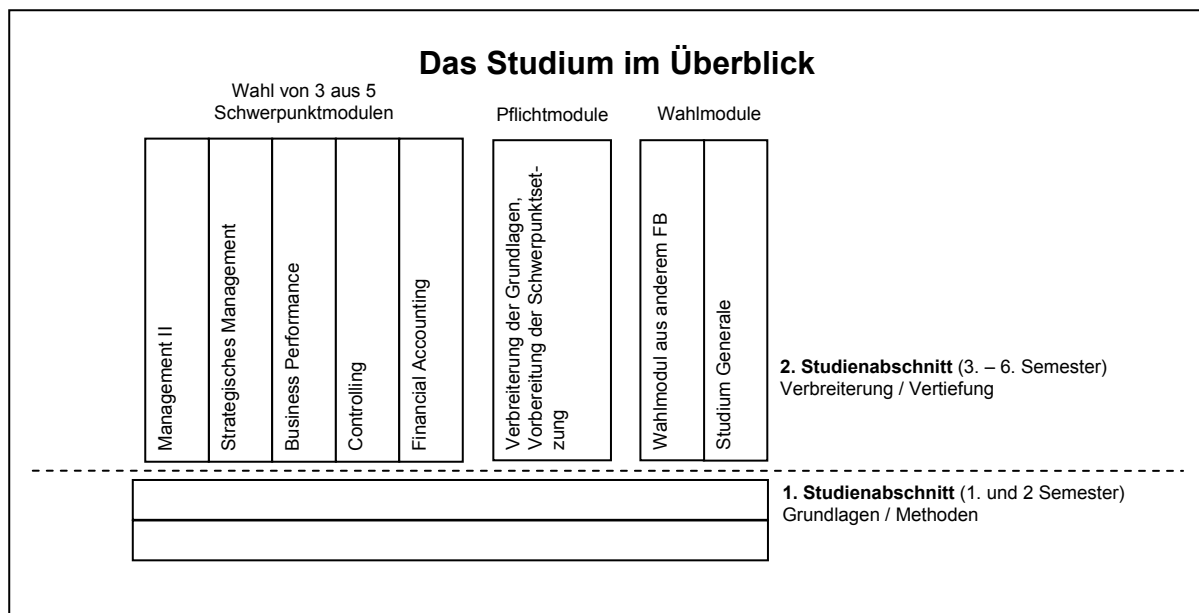 Das Studium im Überblick
Wahl von 3 aus 5
Schwerpunktmodulen
Pflichtmodule
Wahlmodule
Management II
Strategisches Management
Business Performance
Controlling
Financial Accounting
Verbreiterung der Grundlagen,
Vorbereitung der Schwerpunktset-
zung
Wahlmodul aus anderem FB
Studium Generale
2. Studienabschnitt (3. – 6. Semester)
Verbreiterung / Vertiefung
1. Studienabschnitt (1. und 2 Semester)
Grundlagen / Methoden